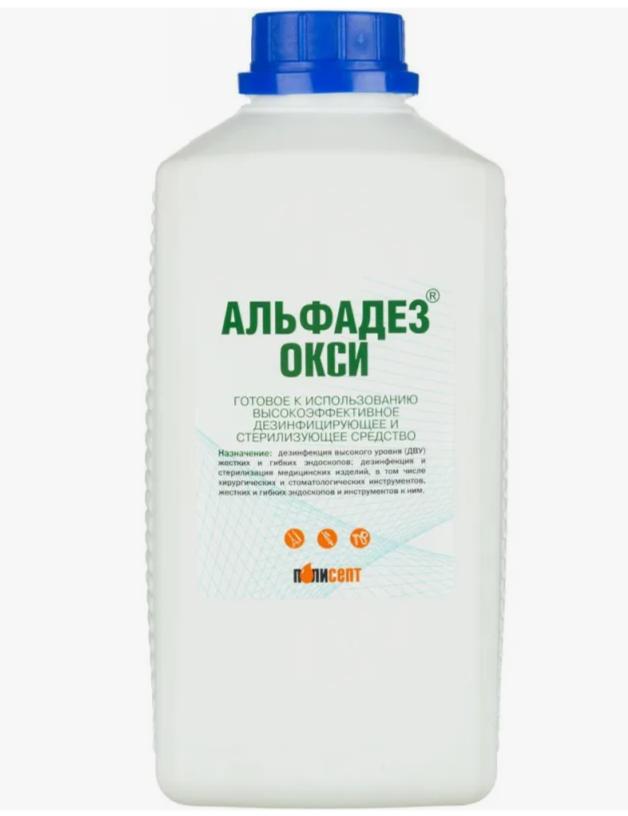 АЛЬФАДЕЗ®
ОКСИ
ГОТОВОЕ К ИСПОЛЬЗОВАНИЮ
ВЫСОКОЭФФЕКТИВНОЕ
ДЕЗИНФИЦИРУЮЩЕЕ И
СТЕРИЛИЗУЮЩЕЕ СРЕДСТВО
Назначение: дезинфекция высокого уровня (ДВУ)
жестких и гибких эндоскопов; дезинфекция и
стерилизация медицинских изделий, в том числе
хирургических и стоматологических инструментов,
жестких и гибких эндоскопов и инструментов к ним.
полисепт